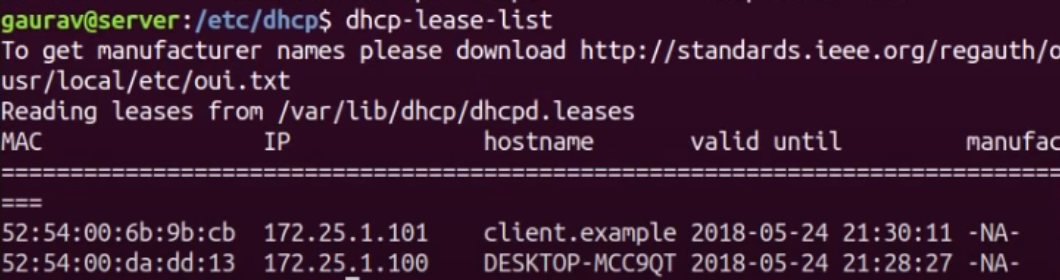 gaurav@server:/etc/dhcp$ dhcp-lease-list
To get manufacturer names please download http://standards.ieee.org/regauth/o
usr/local/etc/oui.txt
Reading leases from /var/lib/dhcp/dhcpd.leases
MAC IP hostname valid until manufac
===============================================================================
===
52:54:00:6b:9b:cb 172.25.1.101 client.example 2018-05-24 21:30:11 -NA-
52:54:00:da:dd:13 172.25.1.100 DESKTOP-MCC9QT 2018-05-24 21:28:27 -NA-